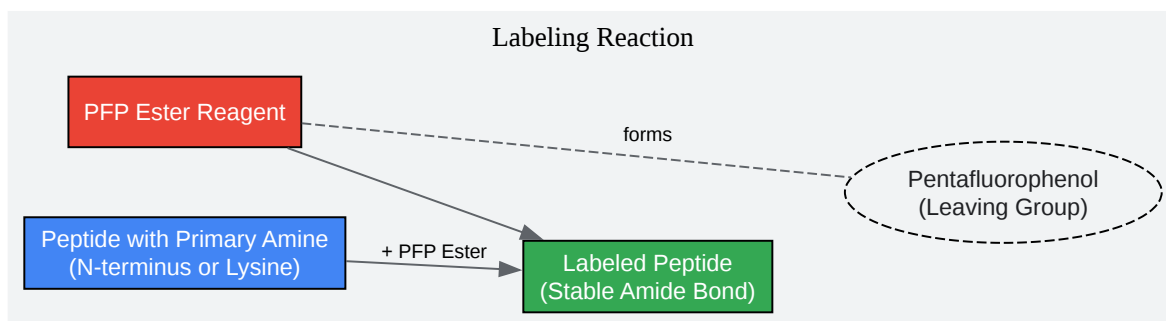 Labeling Reaction
PFP Ester Reagent
forms
Pentafluorophenol
(Leaving Group)
Peptide with Primary Amine
(N-terminus or Lysine)
+ PFP Ester
Labeled Peptide
(Stable Amide Bond)